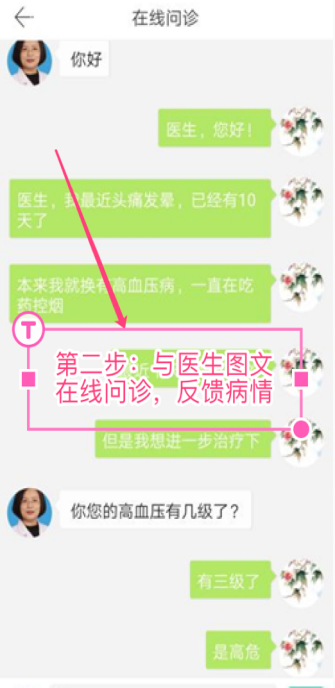 在线问诊
你好
医生，您好！
医生，我最近头痛发晕，已经有10
天了
本来我就换有高血压病，一直在吃
药控烟
T
第二步：与医生图文
在线问诊，反馈病情
但是我想进一步治疗下
你您的高血压有几级了？
有三级了
是高危